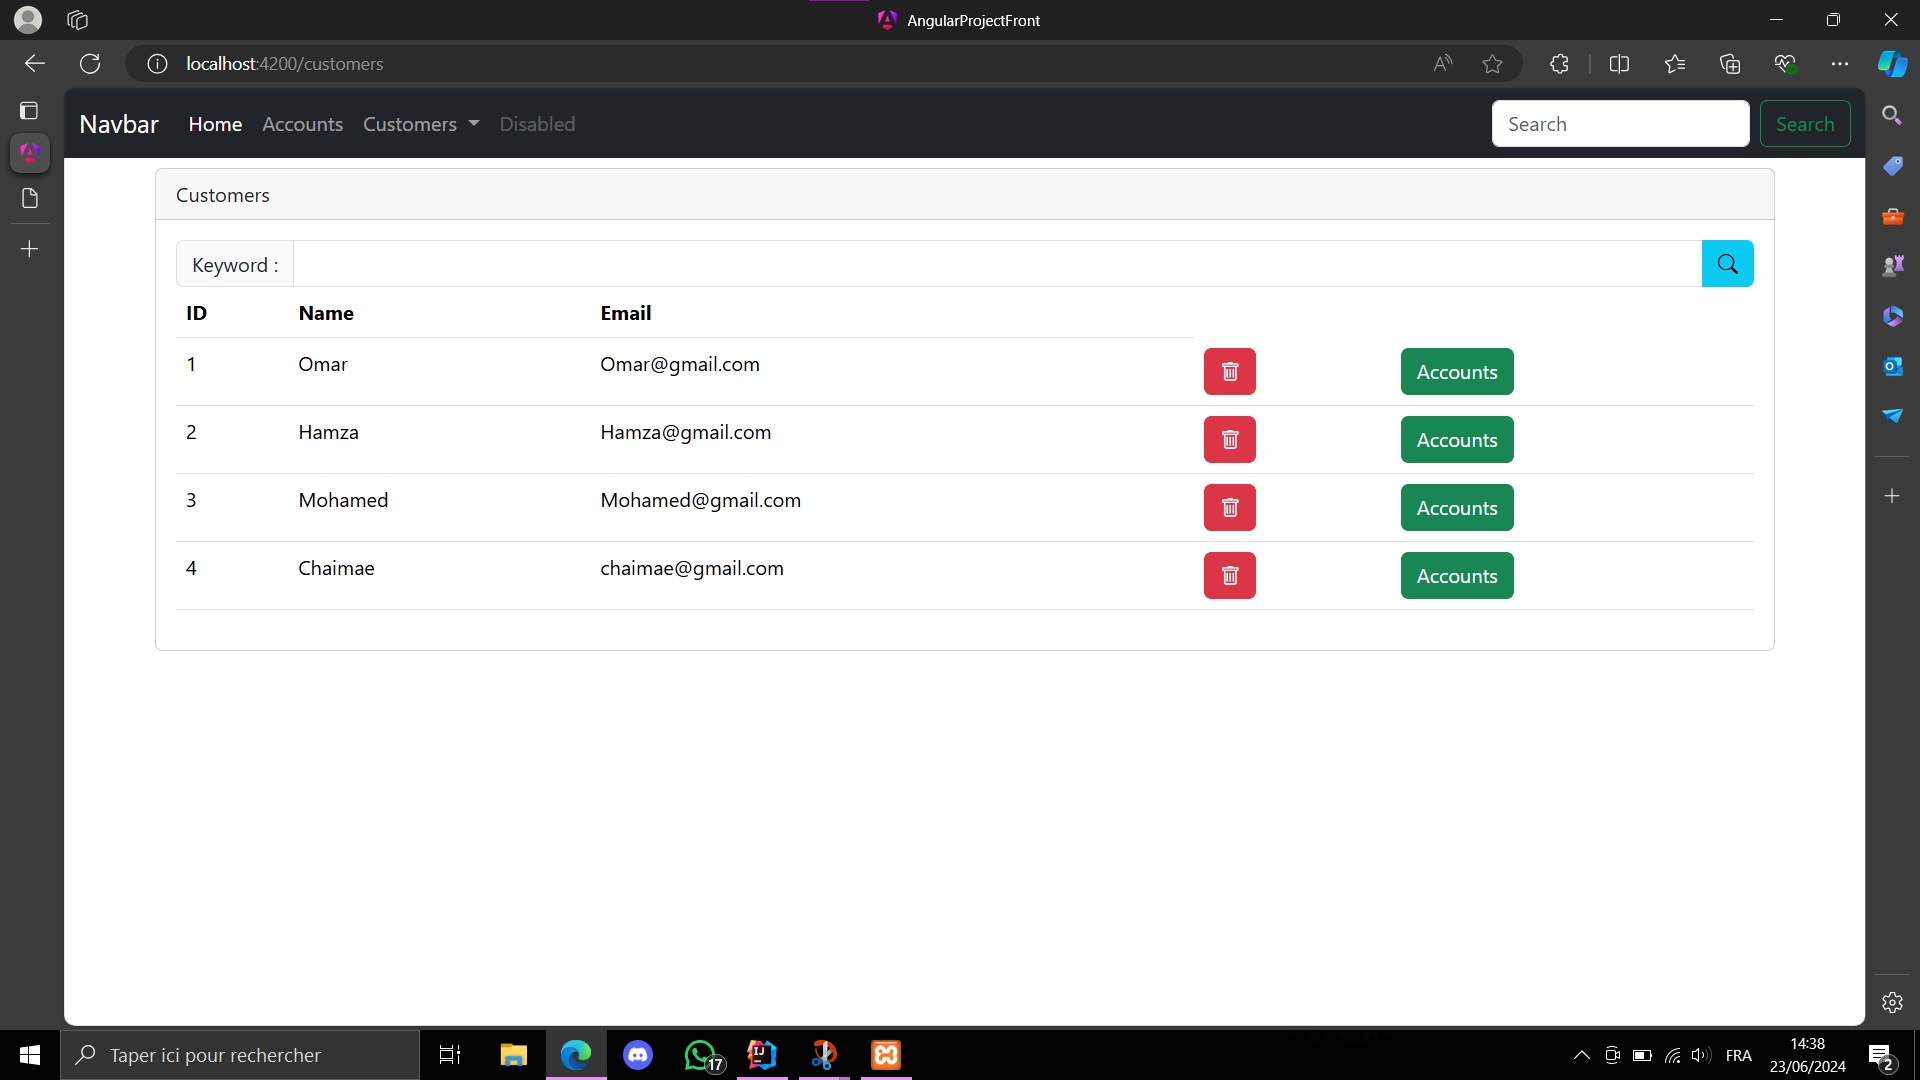 AngularProjectFront
localhost:4200/customers
Navbar Home Accounts Customers Disabled Search Search
Customers
Keyword :
ID Name Email
1 Omar Omar@gmail.com Accounts
2 Hamza Hamza@gmail.com Accounts
3 Mohamed Mohamed@gmail.com Accounts
4 Chaimae chaimae@gmail.com Accounts
Taper ici pour rechercher
17
FRA
14:38
23/06/2024
2